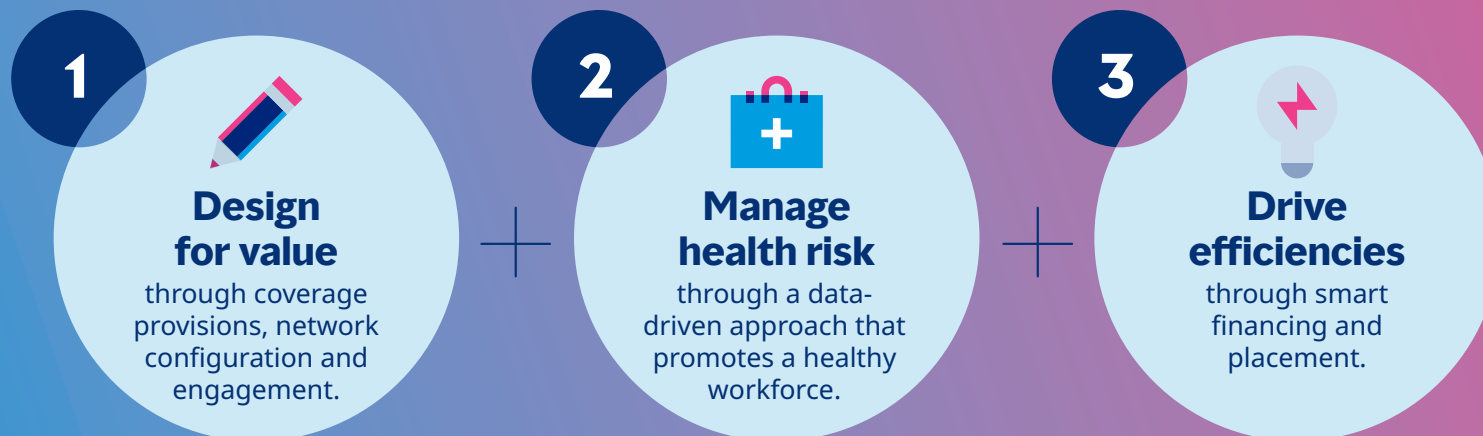 1
Design
for value
through coverage
provisions, network
configuration and
engagement.
2
Manage
health risk
through a data-
driven approach that
promotes a healthy
workforce.
3
Drive
efficiencies
through smart
financing and
placement.